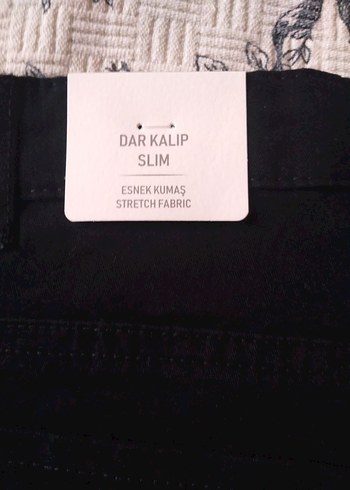 DAR KALIP
SLIM
ESNEK KUMAŞ
STRETCH FABRIC